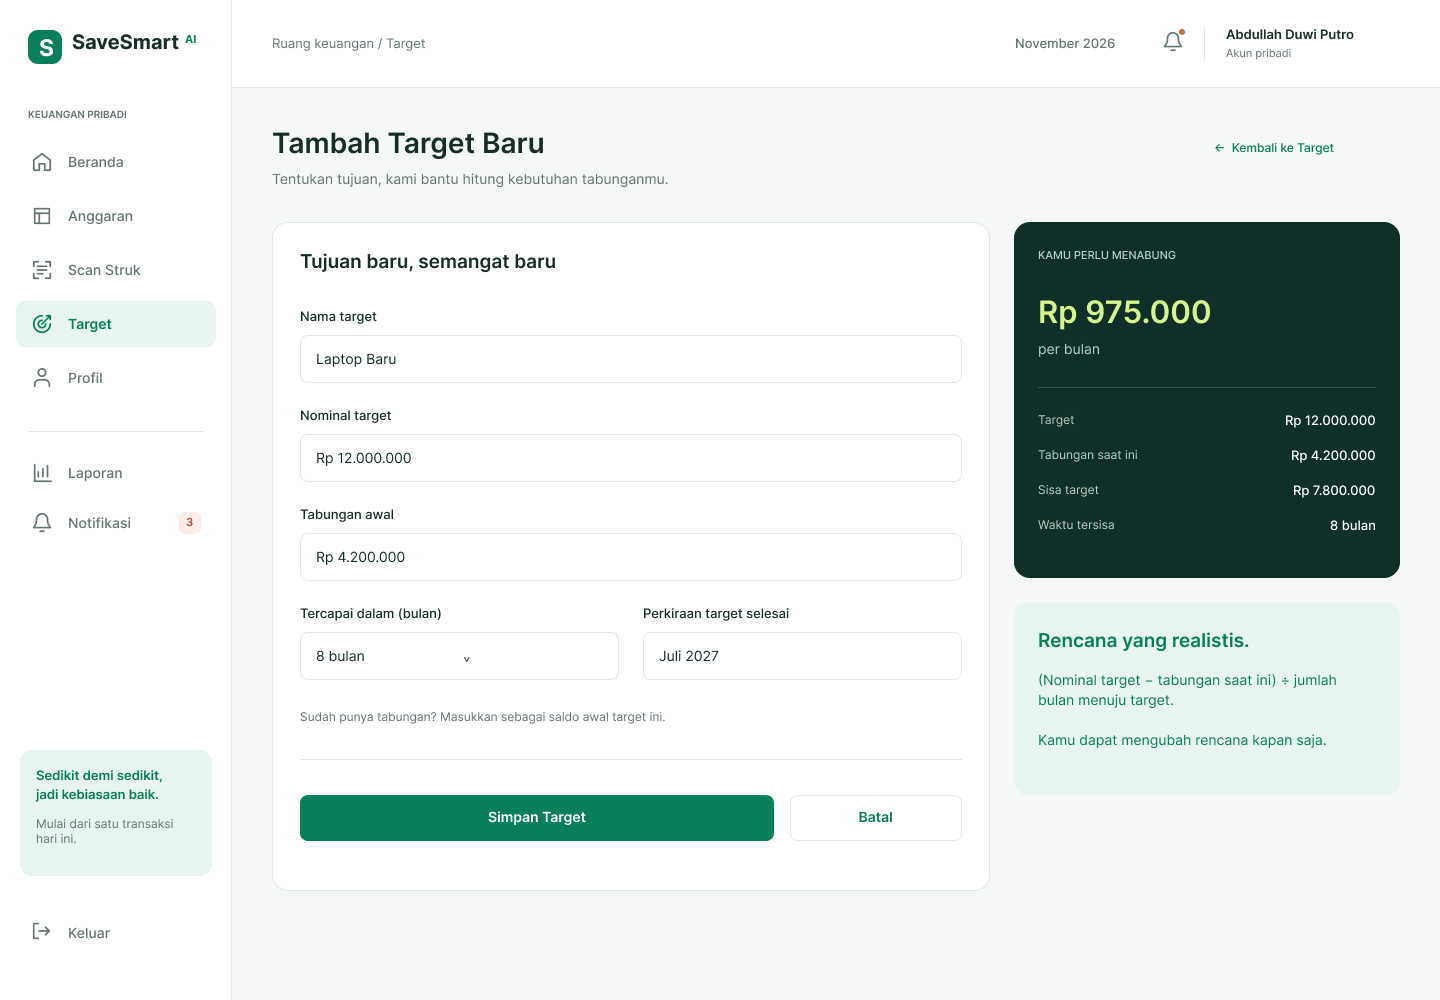 S SaveSmart AI
KEUANGAN PRIBADI
Beranda
Anggaran
Scan Struk
Target
Profil
Laporan
Notifikasi 3
Sedikit demi sedikit,
jadi kebiasaan baik.
Mulai dari satu transaksi
hari ini.
Keluar
Ruang keuangan / Target
November 2026
Abdullah Duwi Putro
Akun pribadi
Tambah Target Baru
Tentukan tujuan, kami bantu hitung kebutuhan tabunganmu.
← Kembali ke Target
Tujuan baru, semangat baru
Nama target
Laptop Baru
Nominal target
Rp 12.000.000
Tabungan awal
Rp 4.200.000
Tercapai dalam (bulan) Perkiraan target selesai
8 bulan Juli 2027
Sudah punya tabungan? Masukkan sebagai saldo awal target ini.
Simpan Target Batal
KAMU PERLU MENABUNG
Rp 975.000
per bulan
Target Rp 12.000.000
Tabungan saat ini Rp 4.200.000
Sisa target Rp 7.800.000
Waktu tersisa 8 bulan
Rencana yang realistis.
(Nominal target − tabungan saat ini) ÷ jumlah
bulan menuju target.
Kamu dapat mengubah rencana kapan saja.